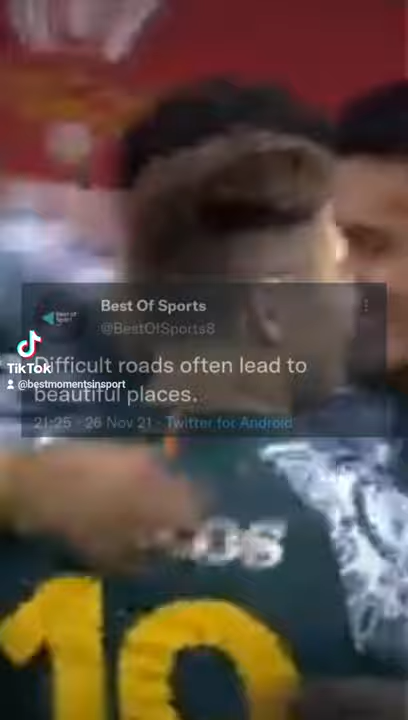 Best Of Sports
@BestOfSports8
Difficult roads often lead to
beautiful places.
21:25 · 26 Nov 21 · Twitter for Android
TikTok
@bestmomentsinsport
10